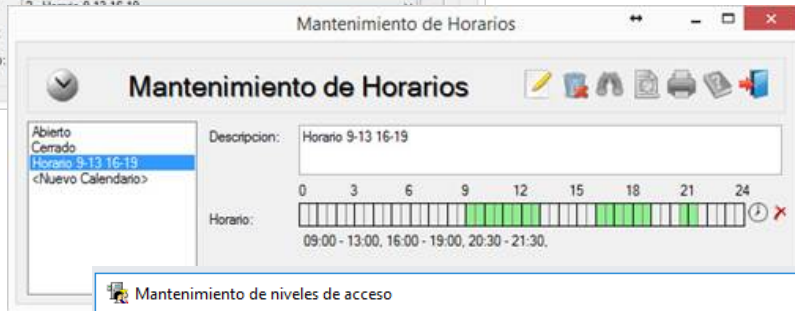 Mantenimiento de Horarios
Mantenimiento de Horarios
Abierto
Cerrado
Horario 9-13 16-19
<Nuevo Calendario>
Descripcion:
Horario 9-13 16-19
0 3 6 9 12 15 18 21 24
Horario:
09:00 - 13:00, 16:00 - 19:00, 20:30 - 21:30,
Mantenimiento de niveles de acceso